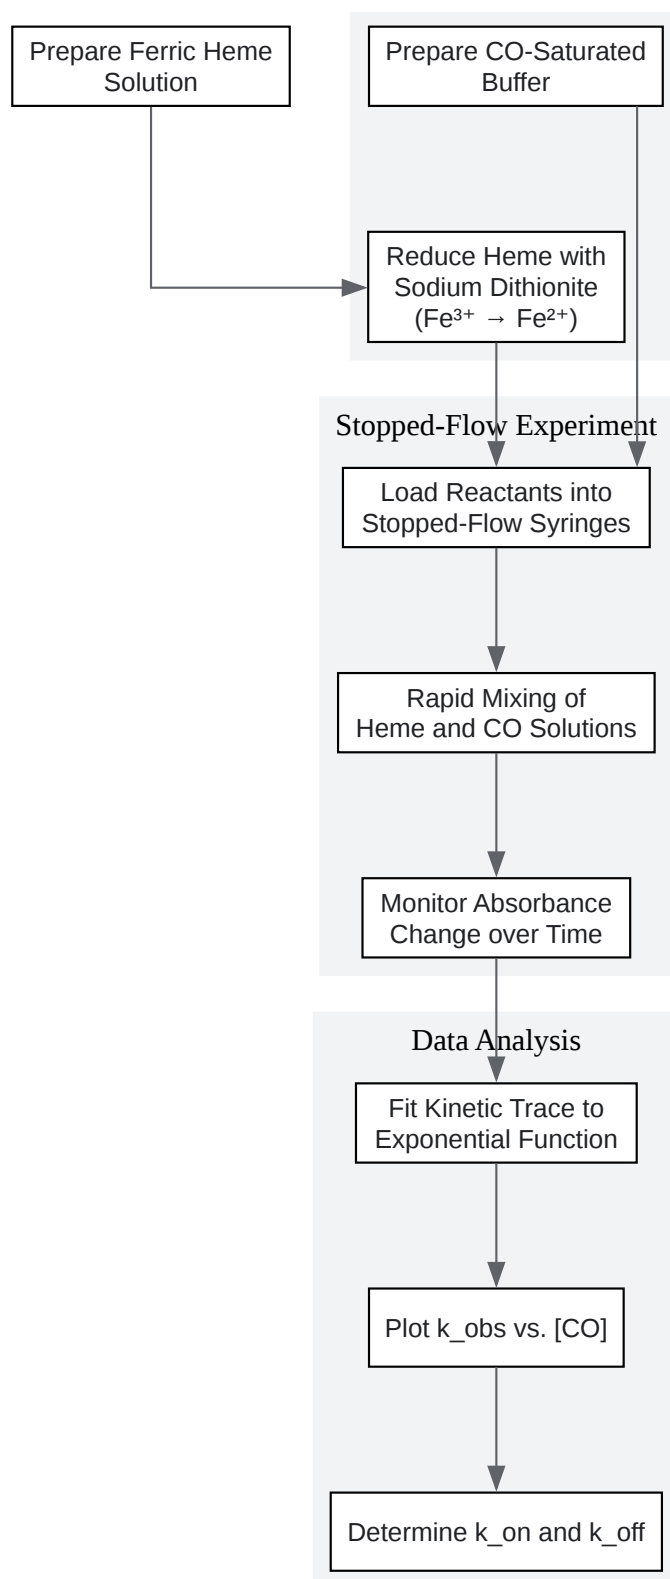 Prepare Ferric Heme
Solution
Prepare CO-Saturated
Buffer
Reduce Heme with
Sodium Dithionite
(Fe³⁺ → Fe²⁺)
Stopped-Flow Experiment
Load Reactants into
Stopped-Flow Syringes
Rapid Mixing of
Heme and CO Solutions
Monitor Absorbance
Change over Time
Data Analysis
Fit Kinetic Trace to
Exponential Function
Plot k_obs vs. [CO]
Determine k_on and k_off